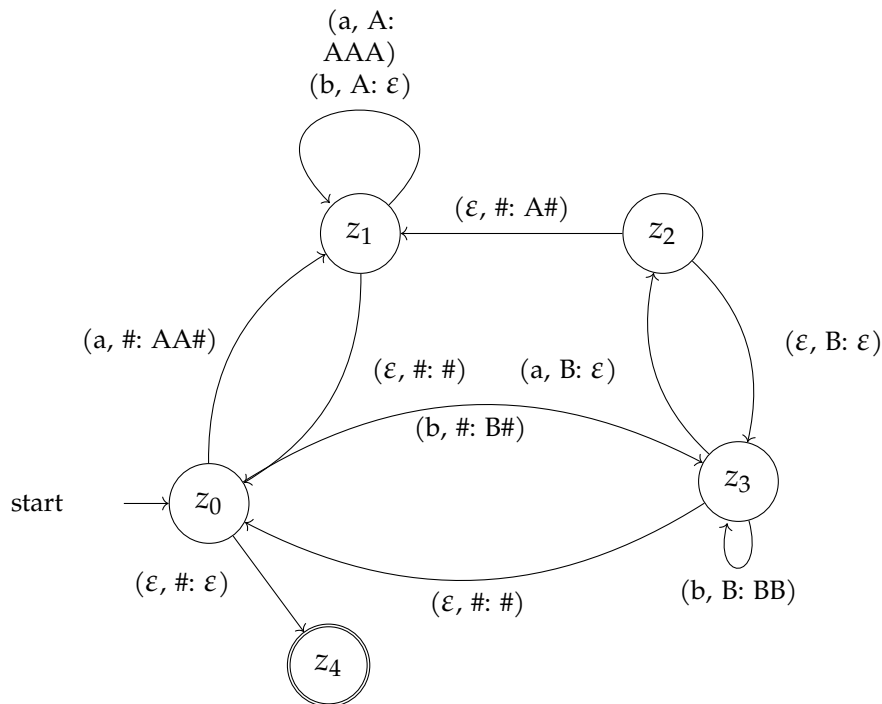 (a, A:
AAA)
(b, A: ε)
(ε, #: A#)
z₁
z₂
(a, #: AA#)
(ε, B: ε)
(ε, #: #)
(a, B: ε)
(b, #: B#)
z₃
start
z₀
(ε, #: ε)
(ε, #: #)
(b, B: BB)
z₄